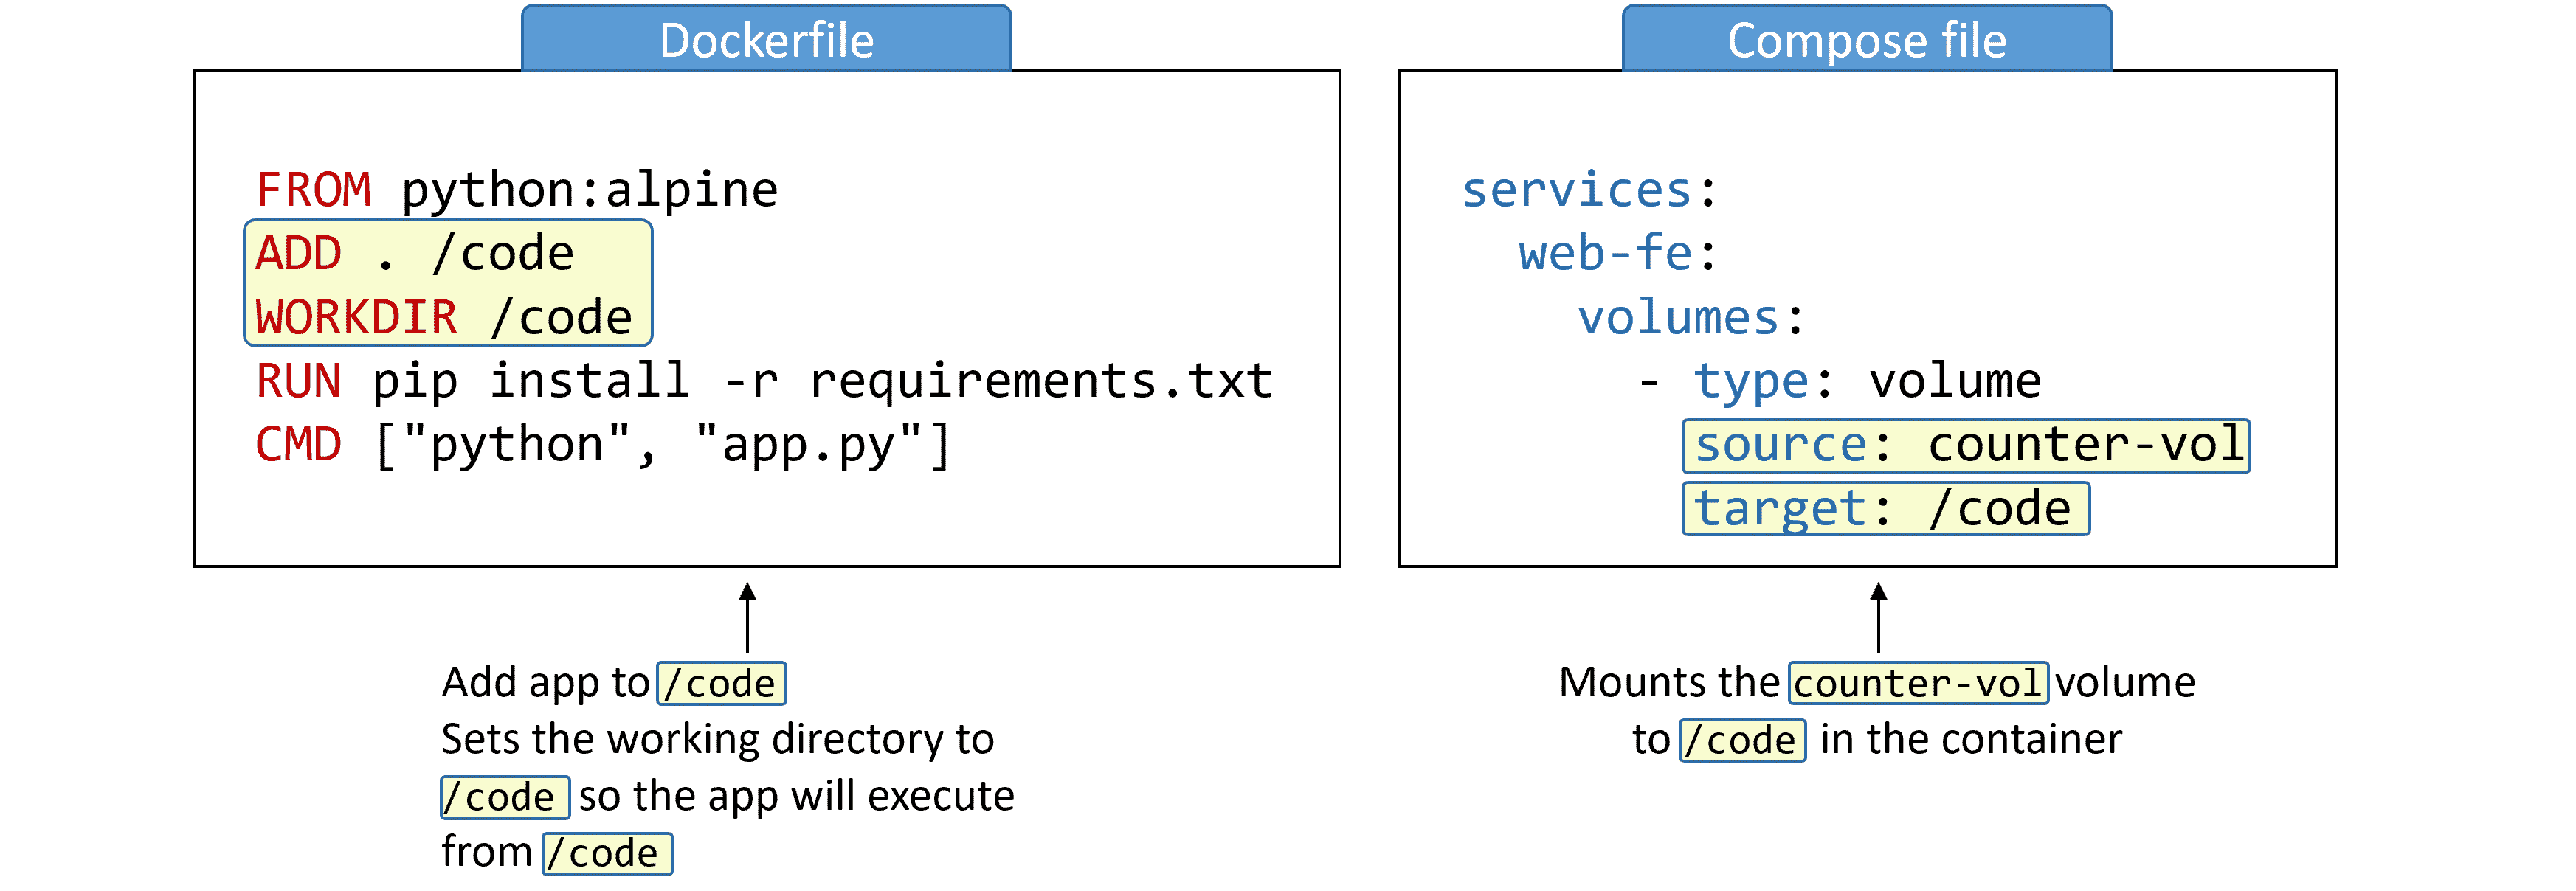 Dockerfile
FROM python:alpine
ADD . /code
WORKDIR /code
RUN pip install -r requirements.txt
CMD ["python", "app.py"]
Add app to /code
Sets the working directory to
/code so the app will execute
from /code
Compose file
services:
web-fe:
volumes:
- type: volume
source: counter-vol
target: /code
Mounts the counter-vol volume
to /code in the container